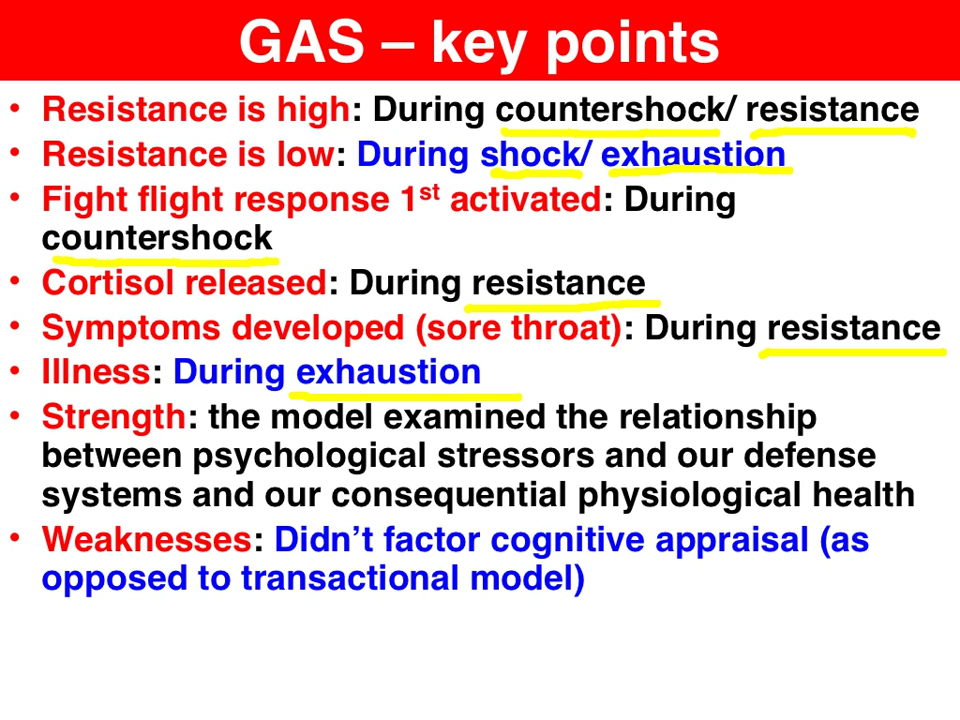 GAS – key points
• Resistance is high: During countershock/ resistance
• Resistance is low: During shock/ exhaustion
• Fight flight response 1st activated: During
countershock
• Cortisol released: During resistance
• Symptoms developed (sore throat): During resistance
• Illness: During exhaustion
• Strength: the model examined the relationship
between psychological stressors and our defense
systems and our consequential physiological health
• Weaknesses: Didn’t factor cognitive appraisal (as
opposed to transactional model)